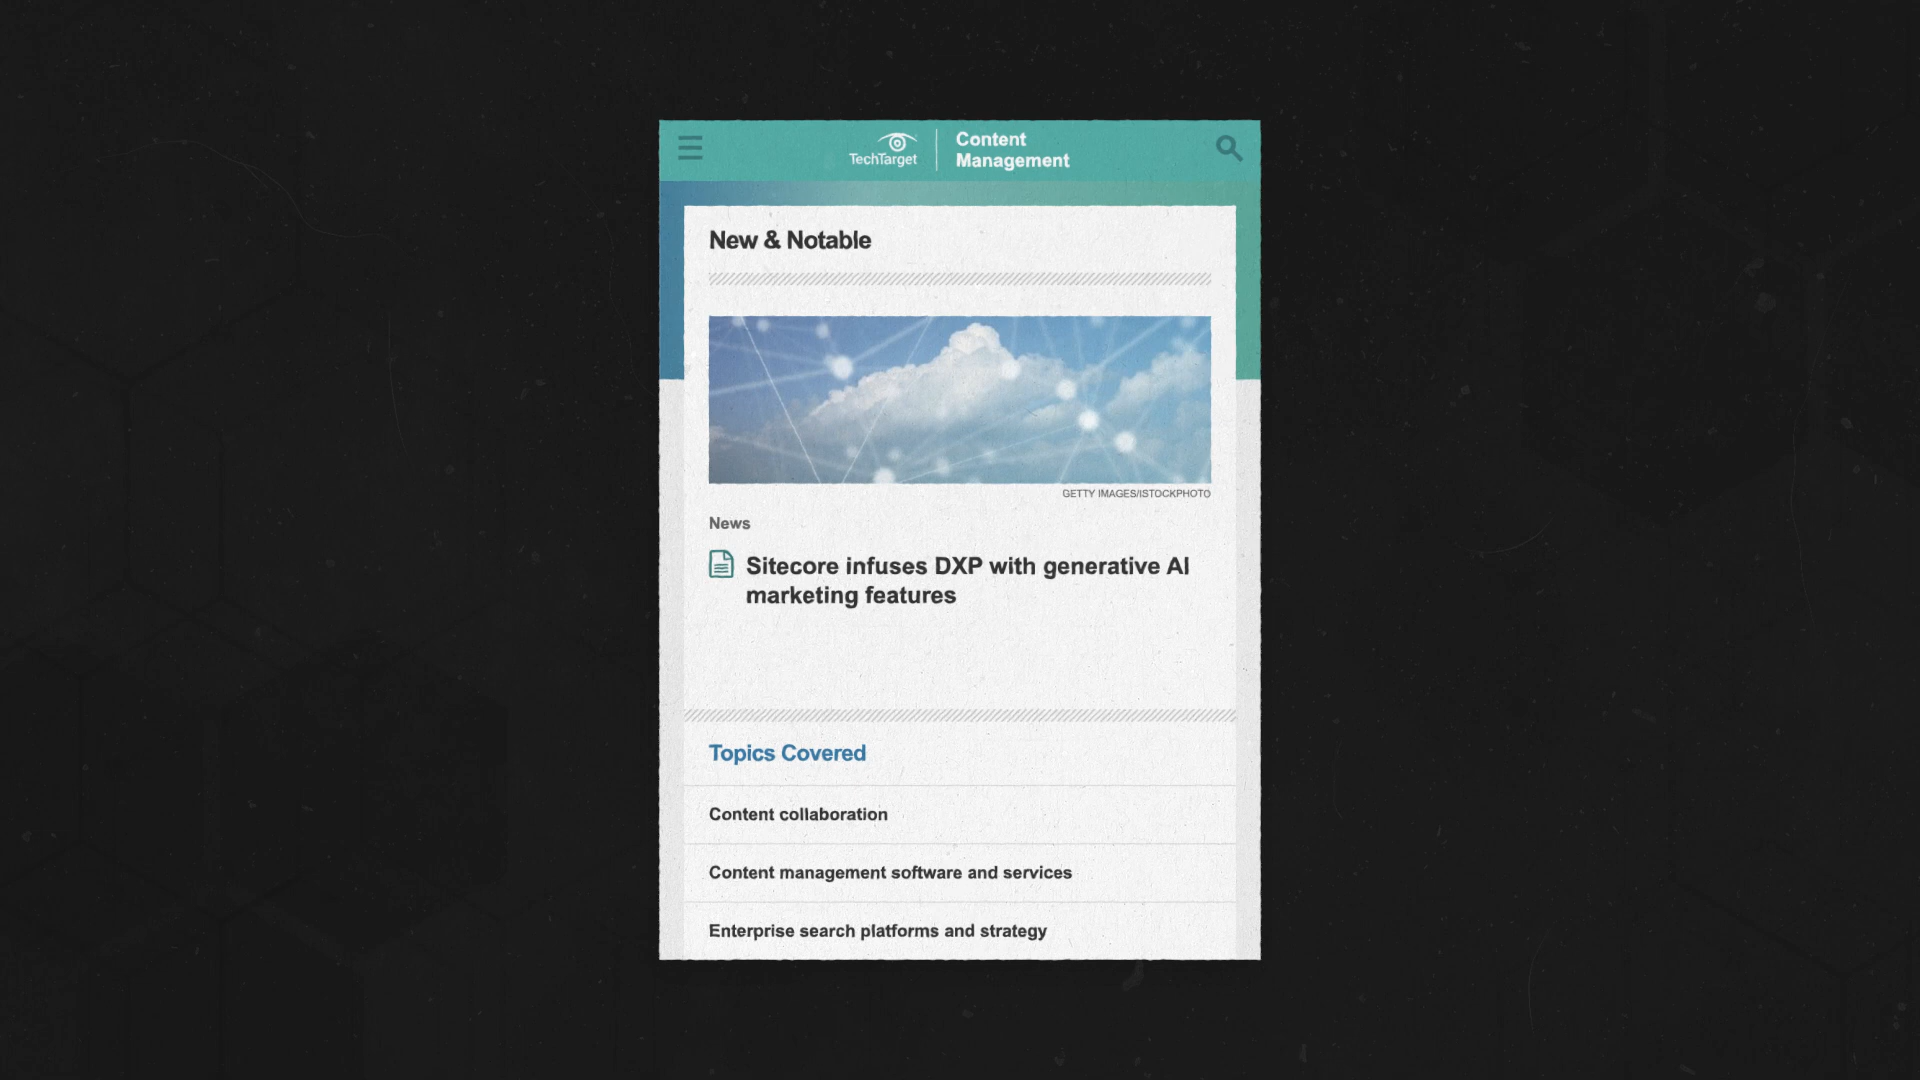 TechTarget
Content
Management
New & Notable
GETTY IMAGES/ISTOCKPHOTO
News
Sitecore infuses DXP with generative AI
marketing features
Topics Covered
Content collaboration
Content management software and services
Enterprise search platforms and strategy